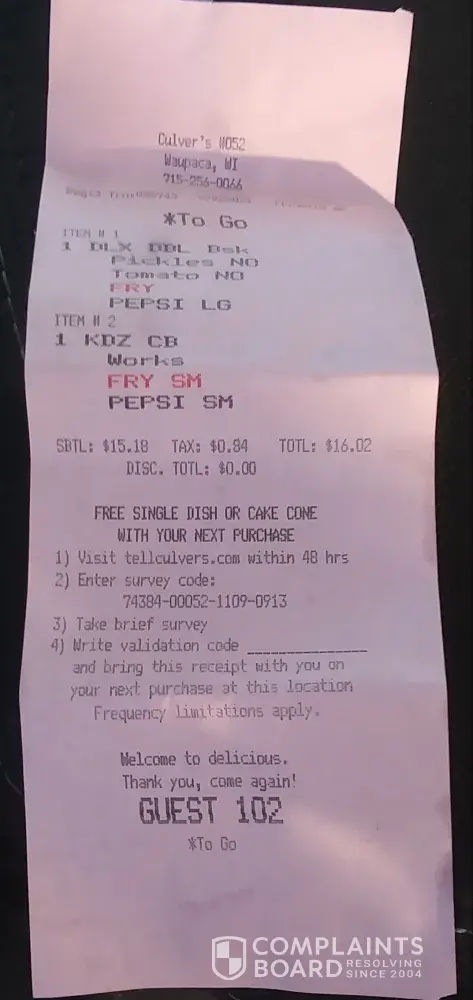 Culver's #052
Waupaca, WI
715-256-0066
*To Go
ITEM # 1
1 DLX DBL Bsk
Pickles NO
Tomato NO
FRY
PEPSI LG
ITEM # 2
1 KDZ CB
Works
FRY SM
PEPSI SM
SBTL: $15.18 TAX: $0.84 TOTL: $16.02
DISC. TOTL: $0.00
FREE SINGLE DISH OR CAKE CONE
WITH YOUR NEXT PURCHASE
1) Visit tellculvers.com within 48 hrs
2) Enter survey code:
74384-00052-1109-0913
3) Take brief survey
4) Write validation code ______________
and bring this receipt with you on
your next purchase at this location
Frequency limitations apply.
Welcome to delicious.
Thank you, come again!
GUEST 102
*To Go
COMPLAINTS
BOARD RESOLVING
SINCE 2004